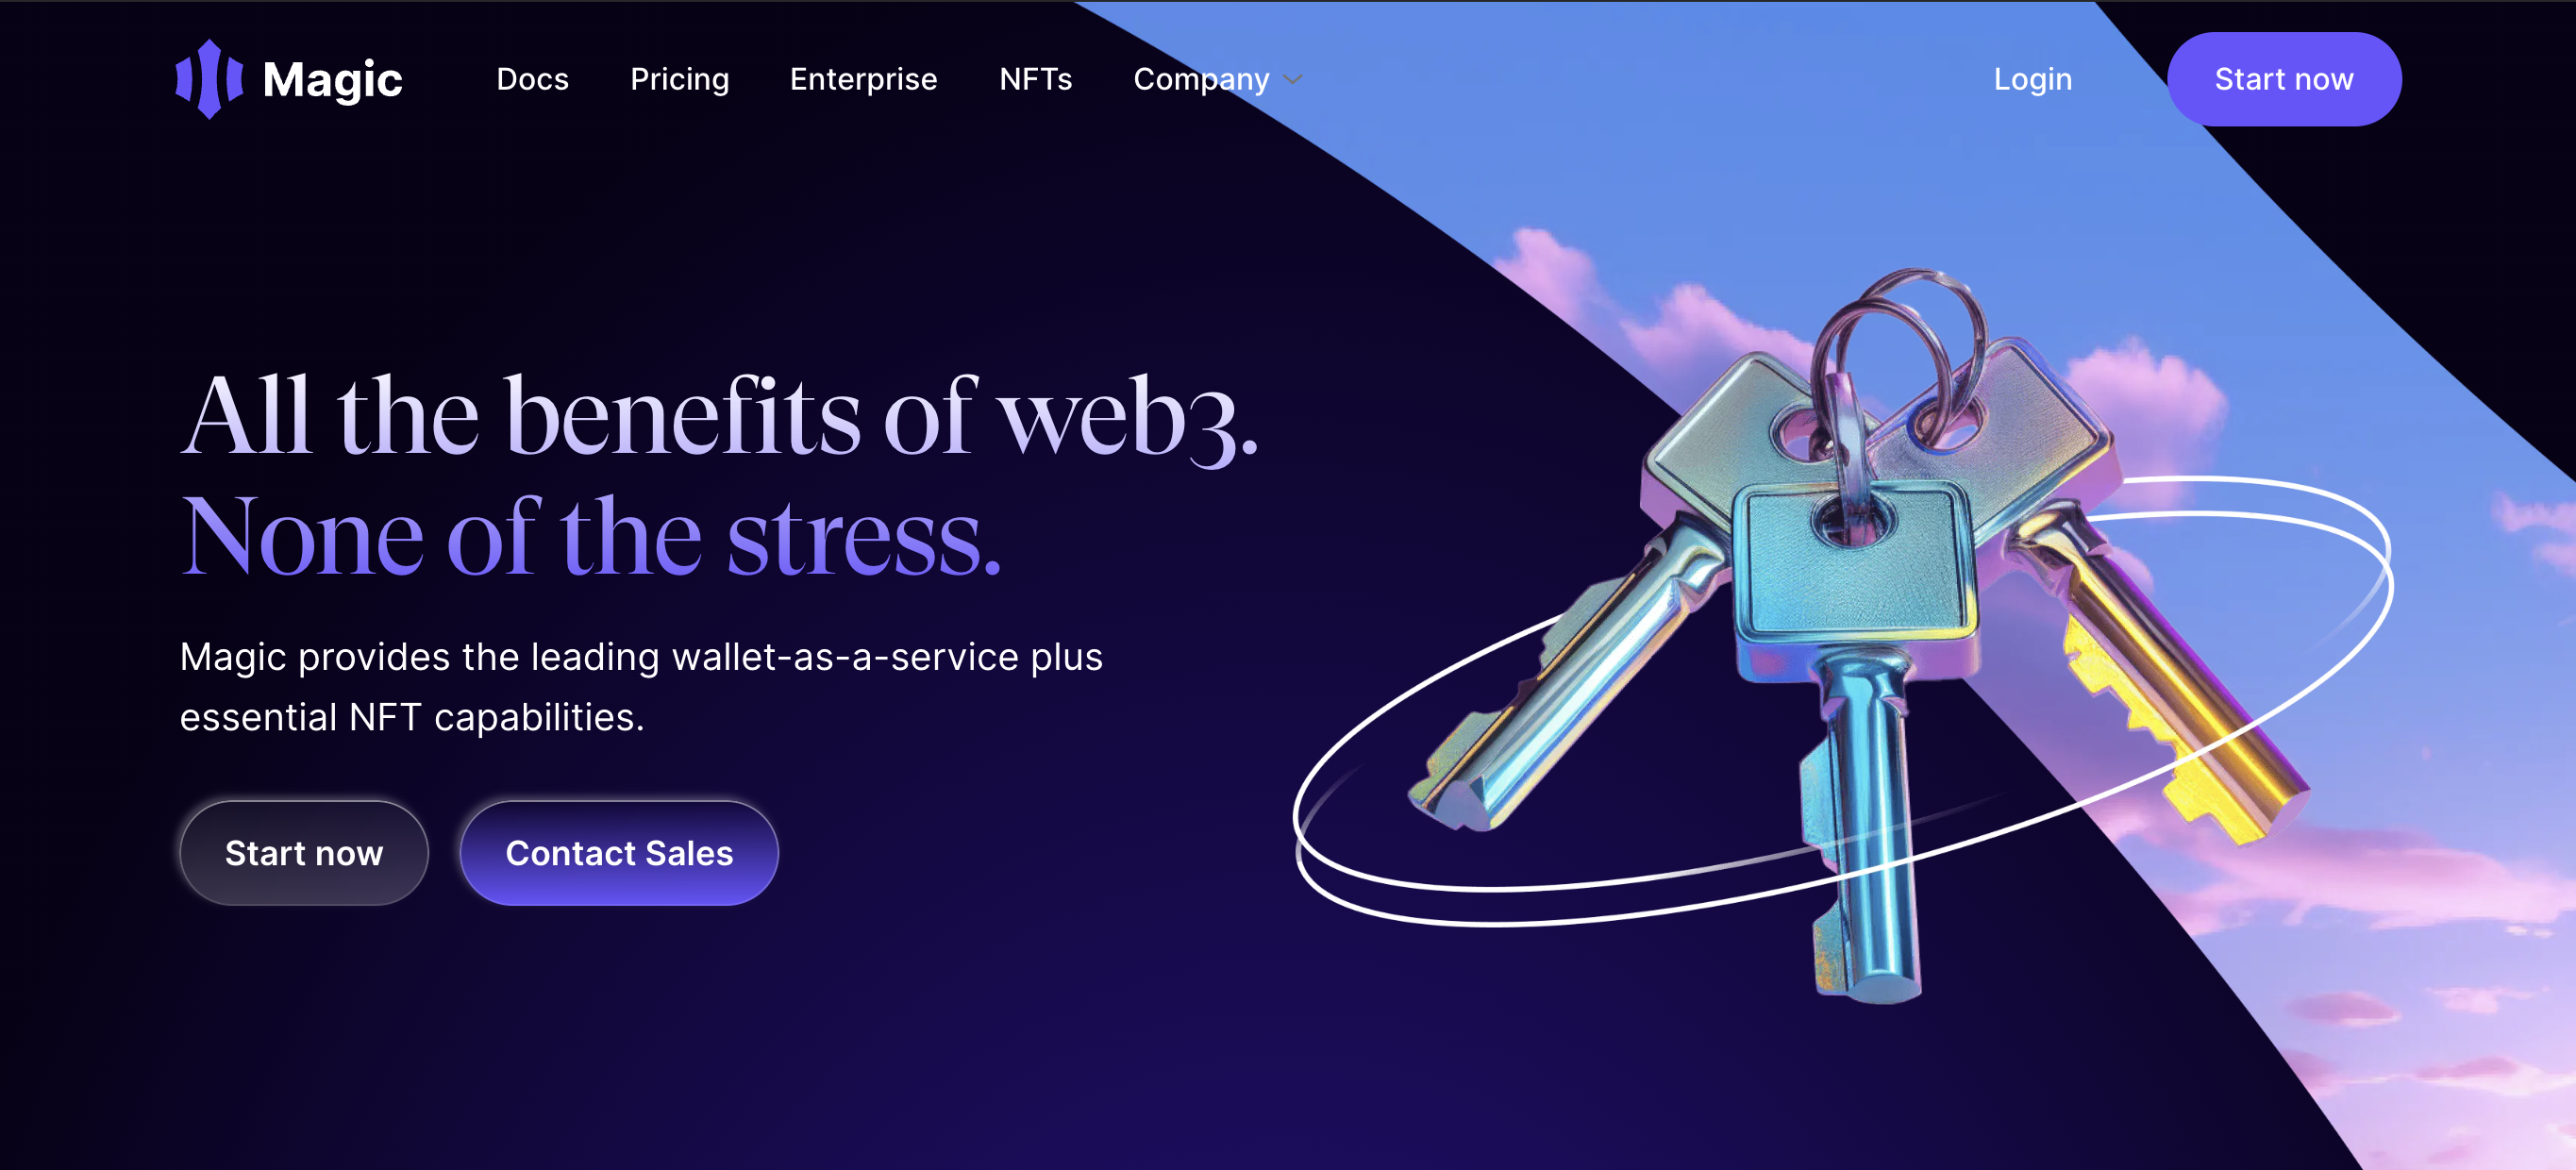 Magic
Docs
Pricing
Enterprise
NFTs
Company
Login
Start now
All the benefits of web3.
None of the stress.
Magic provides the leading wallet-as-a-service plus
essential NFT capabilities.
Start now
Contact Sales